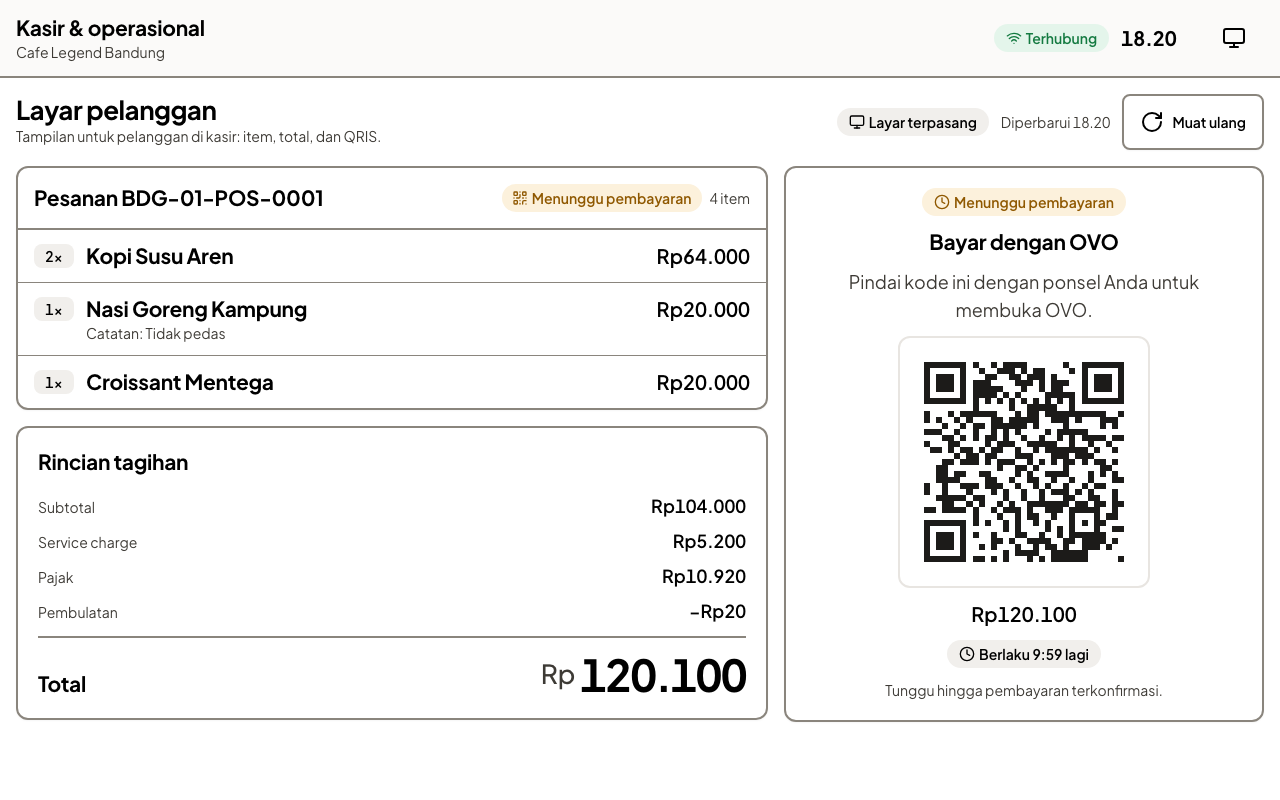 Kasir & operasional
Cafe Legend Bandung
Terhubung
18.20
Layar pelanggan
Tampilan untuk pelanggan di kasir: item, total, dan QRIS.
Layar terpasang
Diperbarui 18.20
Muat ulang
Pesanan BDG-01-POS-0001
Menunggu pembayaran
4 item
2× Kopi Susu Aren Rp64.000
1× Nasi Goreng Kampung Rp20.000
Catatan: Tidak pedas
1× Croissant Mentega Rp20.000
Rincian tagihan
Subtotal Rp104.000
Service charge Rp5.200
Pajak Rp10.920
Pembulatan −Rp20
Total Rp 120.100
Menunggu pembayaran
Bayar dengan OVO
Pindai kode ini dengan ponsel Anda untuk
membuka OVO.
Rp120.100
Berlaku 9:59 lagi
Tunggu hingga pembayaran terkonfirmasi.